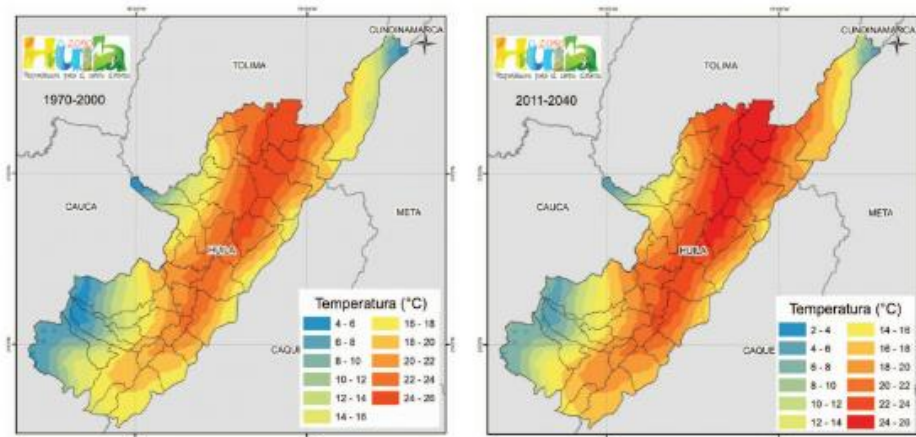 Huila
1970-2000
CUNDINAMARCA
TOLIMA
CAUCA
META
HUILA
CAQUE
Temperatura (°C)
4 - 6
6 - 8
8 - 10
10 - 12
12 - 14
14 - 16
16 - 18
18 - 20
20 - 22
22 - 24
24 - 26
Huila
2011-2040
CUNDINAMARCA
TOLIMA
CAUCA
META
HUILA
CAQUE
Temperatura (°C)
2 - 4
4 - 6
6 - 8
8 - 10
10 - 12
12 - 14
14 - 16
16 - 18
18 - 20
20 - 22
22 - 24
24 - 26